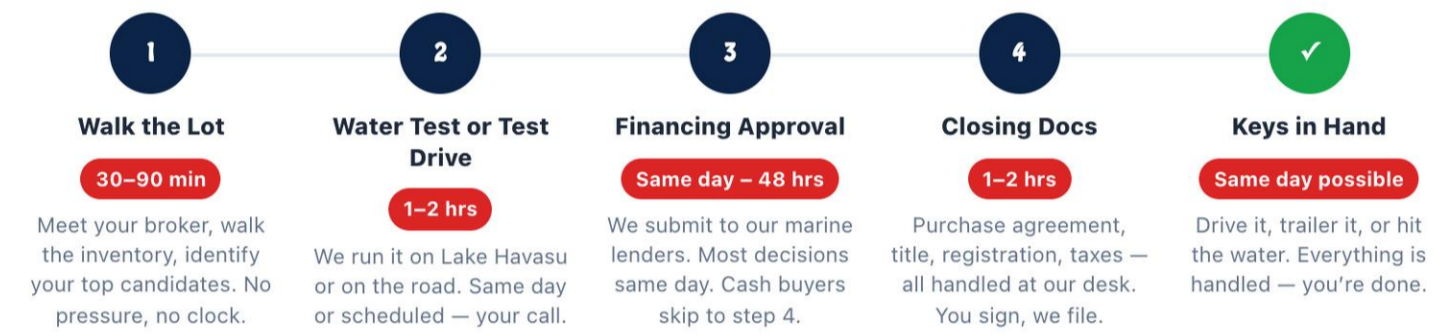 1
Walk the Lot
30–90 min
Meet your broker, walk
the inventory, identify
your top candidates. No
pressure, no clock.
2
Water Test or Test
Drive
1–2 hrs
We run it on Lake Havasu
or on the road. Same day
or scheduled — your call.
3
Financing Approval
Same day – 48 hrs
We submit to our marine
lenders. Most decisions
same day. Cash buyers
skip to step 4.
4
Closing Docs
1–2 hrs
Purchase agreement,
title, registration, taxes —
all handled at our desk.
You sign, we file.
✓
Keys in Hand
Same day possible
Drive it, trailer it, or hit
the water. Everything is
handled — you’re done.